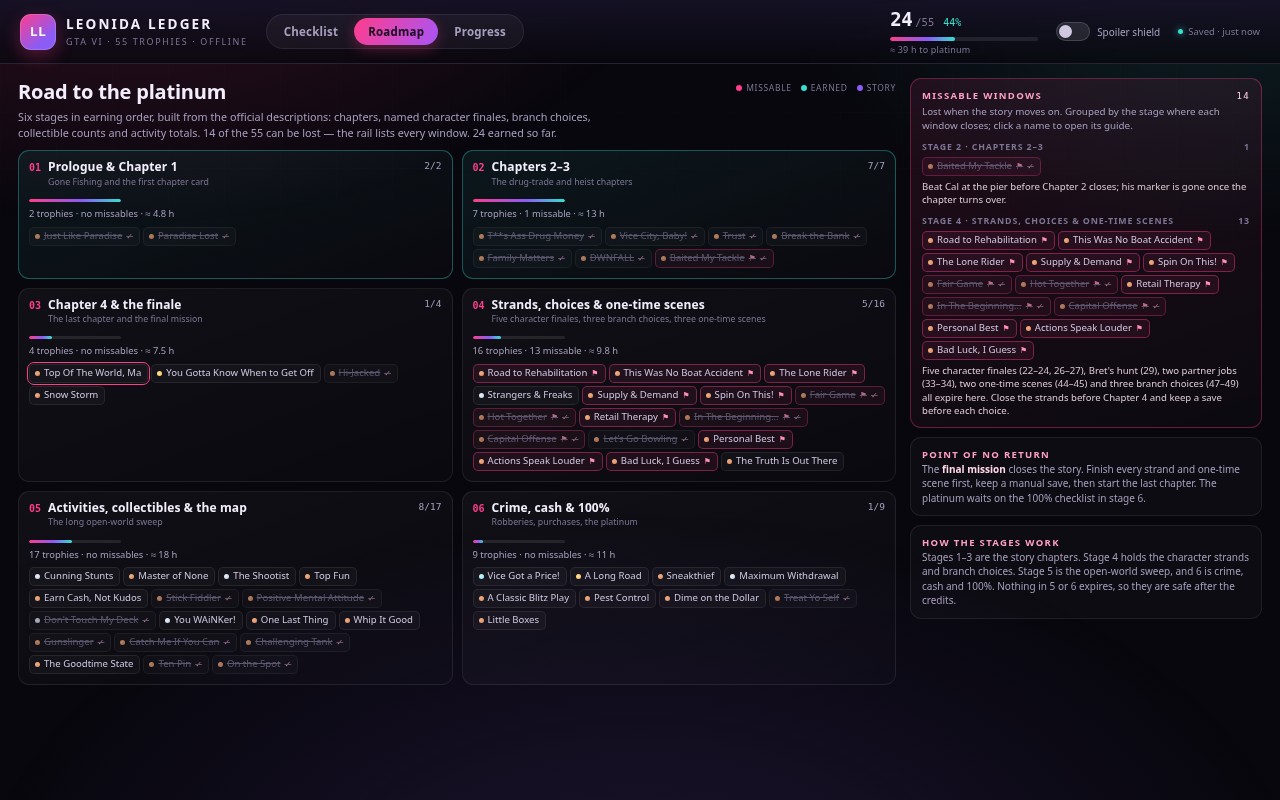 LL
LEONIDA LEDGER
GTA VI · 55 TROPHIES · OFFLINE
Checklist
Roadmap
Progress
24 /55 44%
≈ 39 h to platinum
Spoiler shield
Saved · just now
Road to the platinum
MISSABLE
EARNED
STORY
Six stages in earning order, built from the official descriptions: chapters, named character finales, branch choices,
collectible counts and activity totals. 14 of the 55 can be lost — the rail lists every window. 24 earned so far.
01 Prologue & Chapter 1 2/2
Gone Fishing and the first chapter card
2 trophies · no missables · ≈ 4.8 h
Just Like Paradise ✓ Paradise Lost ✓
02 Chapters 2–3 7/7
The drug-trade and heist chapters
7 trophies · 1 missable · ≈ 13 h
T**s Ass Drug Money ✓ Vice City, Baby! ✓ Trust ✓ Break the Bank ✓
Family Matters ✓ DWNFALL ✓ Baited My Tackle ⚑ ✓
03 Chapter 4 & the finale 1/4
The last chapter and the final mission
4 trophies · no missables · ≈ 7.5 h
Top Of The World, Ma You Gotta Know When to Get Off Hi-Jacked ✓
Snow Storm
04 Strands, choices & one-time scenes 5/16
Five character finales, three branch choices, three one-time scenes
16 trophies · 13 missable · ≈ 9.8 h
Road to Rehabilitation ⚑ This Was No Boat Accident ⚑ The Lone Rider ⚑
Strangers & Freaks Supply & Demand ⚑ Spin On This! ⚑ Fair Game ⚑ ✓
Hot Together ⚑ ✓ Retail Therapy ⚑ In The Beginning... ⚑ ✓
Capital Offense ⚑ ✓ Let's Go Bowling ✓ Personal Best ⚑
Actions Speak Louder ⚑ Bad Luck, I Guess ⚑ The Truth Is Out There
05 Activities, collectibles & the map 8/17
The long open-world sweep
17 trophies · no missables · ≈ 18 h
Cunning Stunts Master of None The Shootist Top Fun
Earn Cash, Not Kudos Stick Fiddler ✓ Positive Mental Attitude ✓
Don't Touch My Deck ✓ You WAiNKer! One Last Thing Whip It Good
Gunslinger ✓ Catch Me If You Can ✓ Challenging Tank ✓
The Goodtime State Ten Pin ✓ On the Spot ✓
06 Crime, cash & 100% 1/9
Robberies, purchases, the platinum
9 trophies · no missables · ≈ 11 h
Vice Got a Price! A Long Road Sneakthief Maximum Withdrawal
A Classic Blitz Play Pest Control Dime on the Dollar Treat Yo Self ✓
Little Boxes
MISSABLE WINDOWS 14
Lost when the story moves on. Grouped by the stage where each
window closes; click a name to open its guide.
STAGE 2 · CHAPTERS 2–3 1
Baited My Tackle ⚑ ✓
Beat Cal at the pier before Chapter 2 closes; his marker is gone once the
chapter turns over.
STAGE 4 · STRANDS, CHOICES & ONE-TIME SCENES 13
Road to Rehabilitation ⚑ This Was No Boat Accident ⚑
The Lone Rider ⚑ Supply & Demand ⚑ Spin On This! ⚑
Fair Game ⚑ ✓ Hot Together ⚑ ✓ Retail Therapy ⚑
In The Beginning... ⚑ ✓ Capital Offense ⚑ ✓
Personal Best ⚑ Actions Speak Louder ⚑
Bad Luck, I Guess ⚑
Five character finales (22–24, 26–27), Bret's hunt (29), two partner jobs
(33–34), two one-time scenes (44–45) and three branch choices (47–49)
all expire here. Close the strands before Chapter 4 and keep a save
before each choice.
POINT OF NO RETURN
The final mission closes the story. Finish every strand and one-time
scene first, keep a manual save, then start the last chapter. The
platinum waits on the 100% checklist in stage 6.
HOW THE STAGES WORK
Stages 1–3 are the story chapters. Stage 4 holds the character strands
and branch choices. Stage 5 is the open-world sweep, and 6 is crime,
cash and 100%. Nothing in 5 or 6 expires, so they are safe after the
credits.